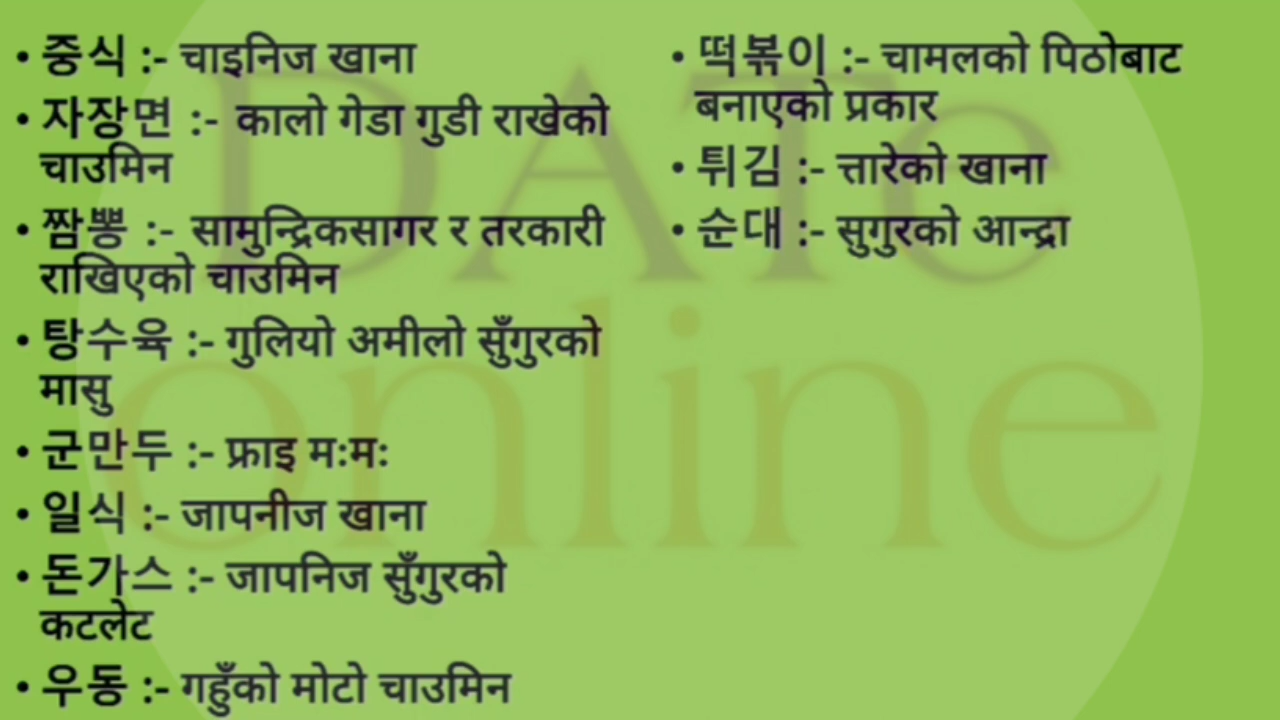 • 중식 :- चाइनिज खाना
• 자장면 :- कालो गेडा गुडी राखेको
चाउमिन
• 짬뽕 :- सामुन्द्रिकसागर र तरकारी
राखिएको चाउमिन
• 탕수육 :- गुलियो अमीलो सुँगुरको
मासु
• 군만두 :- फ्राइ मःमः
• 일식 :- जापनीज खाना
• 돈가스 :- जापनिज सुँगुरको
कटलेट
• 우동 :- गहुँको मोटो चाउमिन
• 떡볶이 :- चामलको पिठोबाट
बनाएको प्रकार
• 튀김 :- त्तारेको खाना
• 순대 :- सुगुरको आन्द्रा
DATe
online